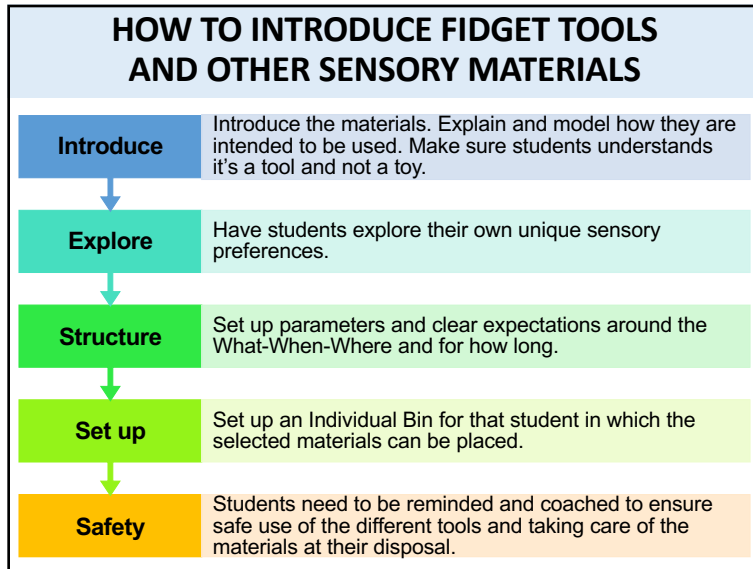 HOW TO INTRODUCE FIDGET TOOLS
AND OTHER SENSORY MATERIALS
Introduce
Introduce the materials. Explain and model how they are
intended to be used. Make sure students understands
it's a tool and not a toy.
Explore
Have students explore their own unique sensory
preferences.
Structure
Set up parameters and clear expectations around the
What-When-Where and for how long.
Set up
Set up an Individual Bin for that student in which the
selected materials can be placed.
Safety
Students need to be reminded and coached to ensure
safe use of the different tools and taking care of the
materials at their disposal.